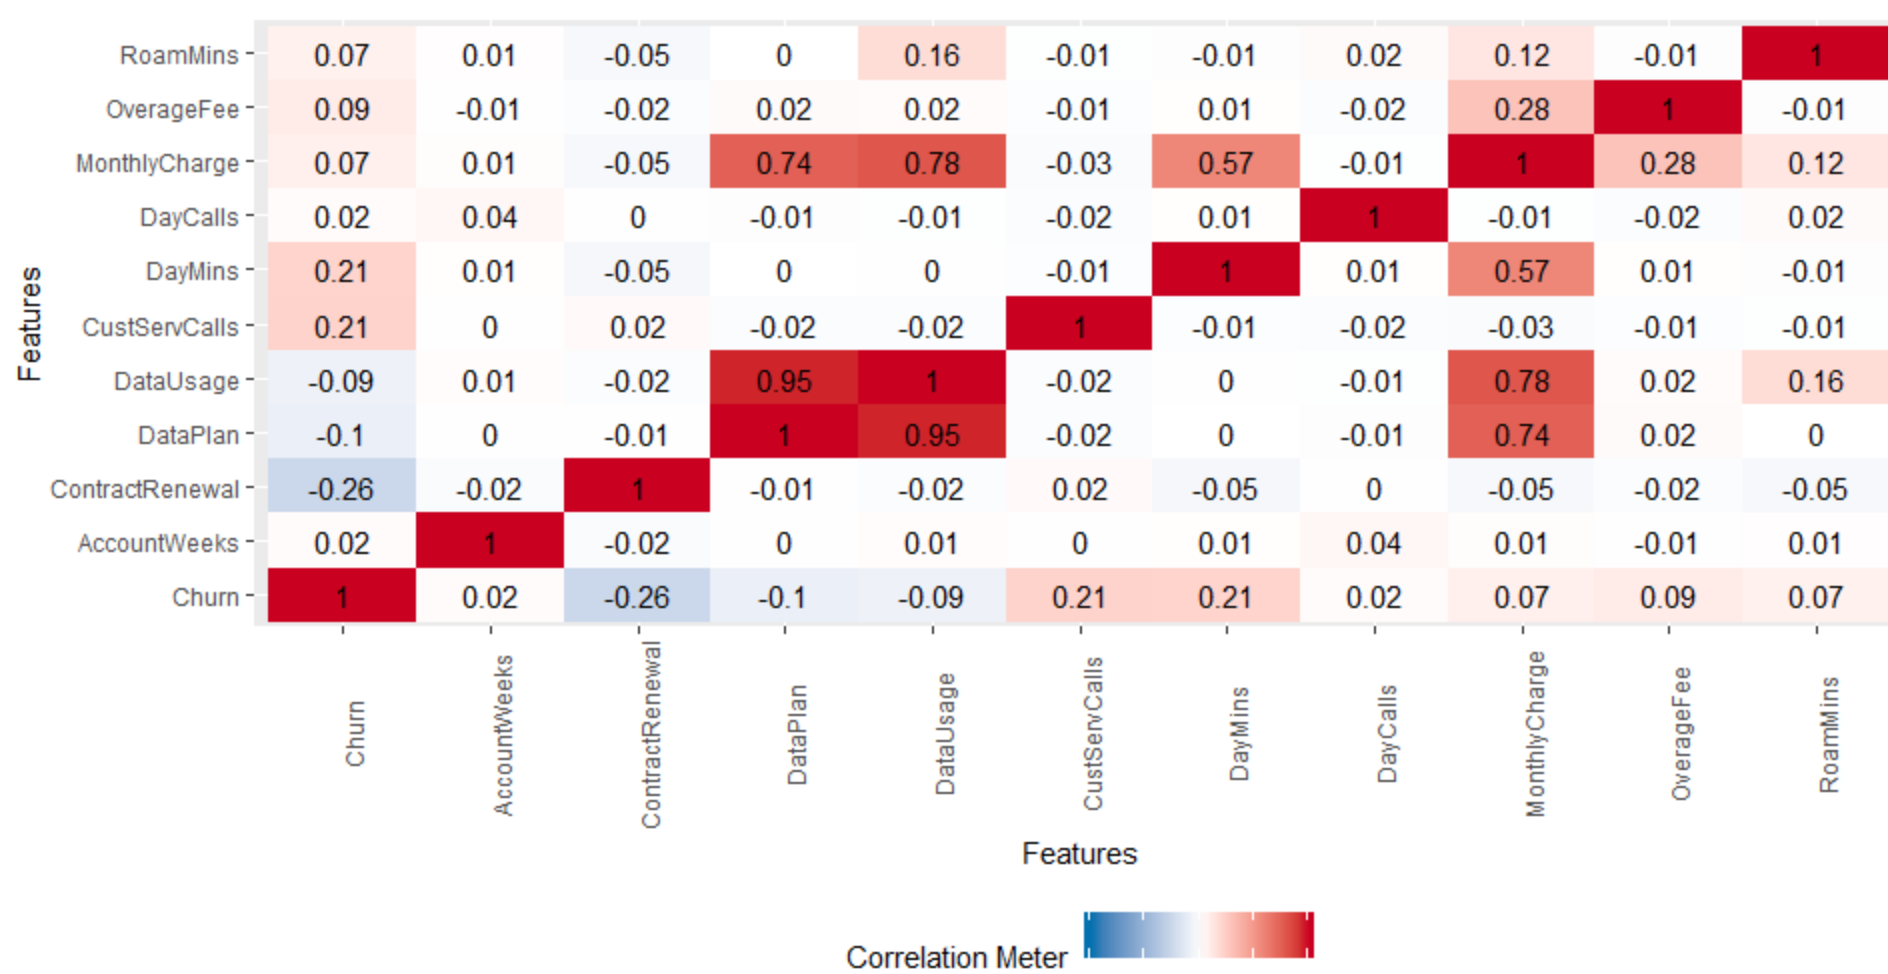 RoamMins 0.07 0.01 -0.05 0 0.16 -0.01 -0.01 0.02 0.12 -0.01 1
OverageFee 0.09 -0.01 -0.02 0.02 0.02 -0.01 0.01 -0.02 0.28 1 -0.01
MonthlyCharge 0.07 0.01 -0.05 0.74 0.78 -0.03 0.57 -0.01 1 0.28 0.12
DayCalls 0.02 0.04 0 -0.01 -0.01 -0.02 0.01 1 -0.01 -0.02 0.02
DayMins 0.21 0.01 -0.05 0 0 -0.01 1 0.01 0.57 0.01 -0.01
CustServCalls 0.21 0 0.02 -0.02 -0.02 1 -0.01 -0.02 -0.03 -0.01 -0.01
DataUsage -0.09 0.01 -0.02 0.95 1 -0.02 0 -0.01 0.78 0.02 0.16
DataPlan -0.1 0 -0.01 1 0.95 -0.02 0 -0.01 0.74 0.02 0
ContractRenewal -0.26 -0.02 1 -0.01 -0.02 0.02 -0.05 0 -0.05 -0.02 -0.05
AccountWeeks 0.02 1 -0.02 0 0.01 0 0.01 0.04 0.01 -0.01 0.01
Churn 1 0.02 -0.26 -0.1 -0.09 0.21 0.21 0.02 0.07 0.09 0.07
Features
Churn
AccountWeeks
ContractRenewal
DataPlan
DataUsage
CustServCalls
DayMins
DayCalls
MonthlyCharge
OverageFee
RoamMins
Features
Correlation Meter